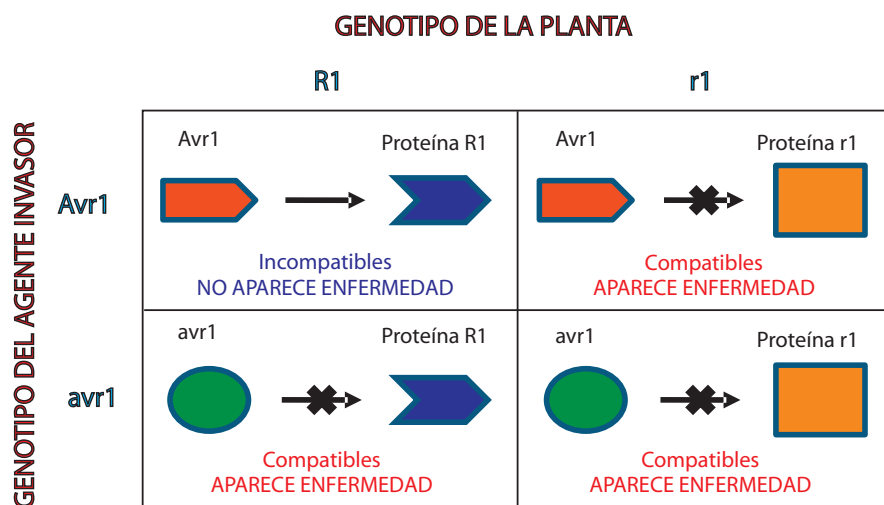 GENOTIPO DE LA PLANTA
R1
r1
GENOTIPO DEL AGENTE INVASOR
Avr1
Avr1
Proteína R1
Incompatibles
NO APARECE ENFERMEDAD
Avr1
Proteína r1
Compatibles
APARECE ENFERMEDAD
avr1
avr1
Proteína R1
Compatibles
APARECE ENFERMEDAD
avr1
Proteína r1
Compatibles
APARECE ENFERMEDAD